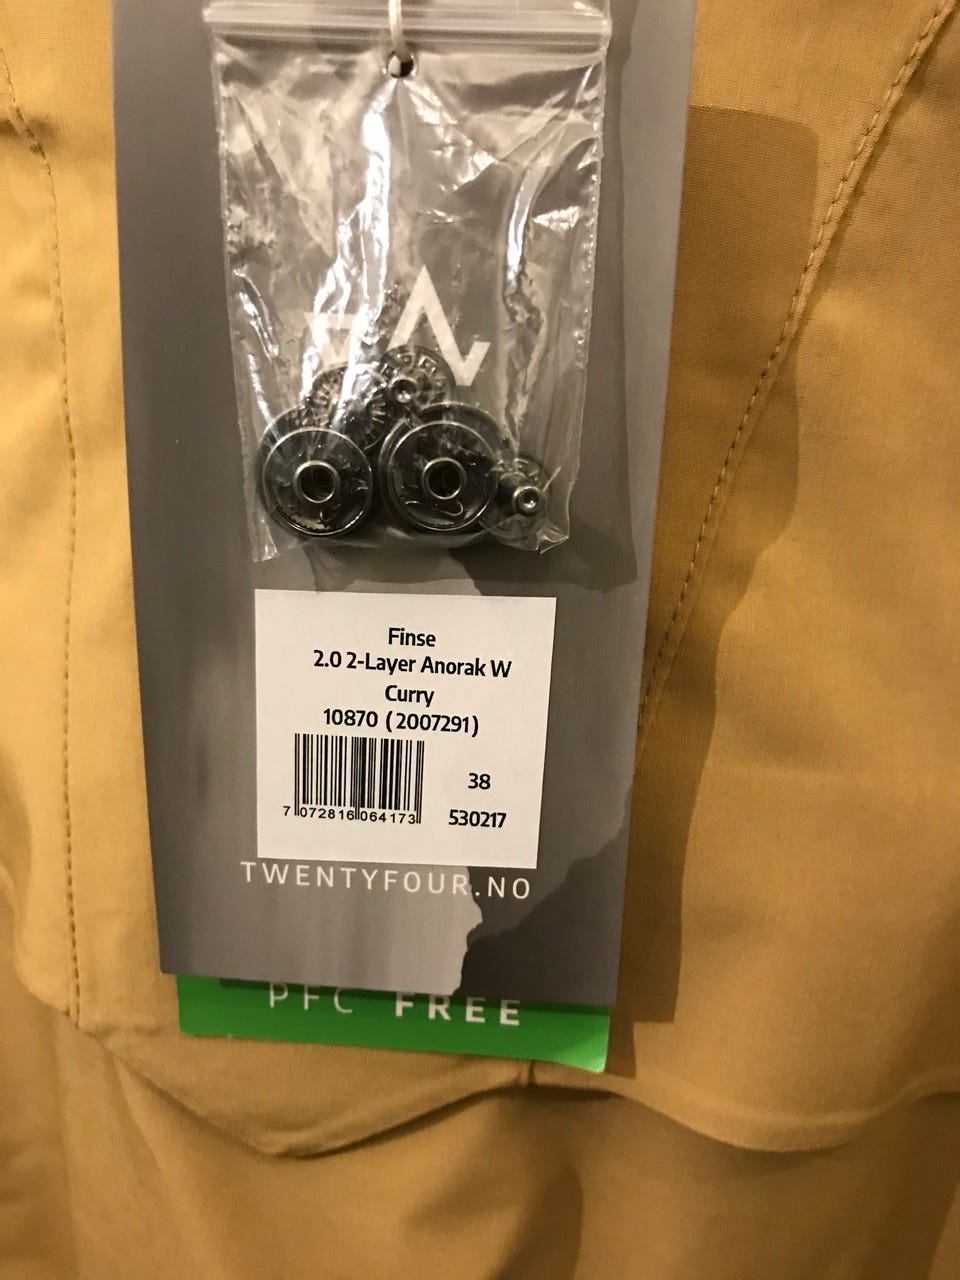 Finse
2.0 2-Layer Anorak W
Curry
10870 (2007291)
38
7 072816 064173
530217
TWENTYFOUR.NO
PFC FREE